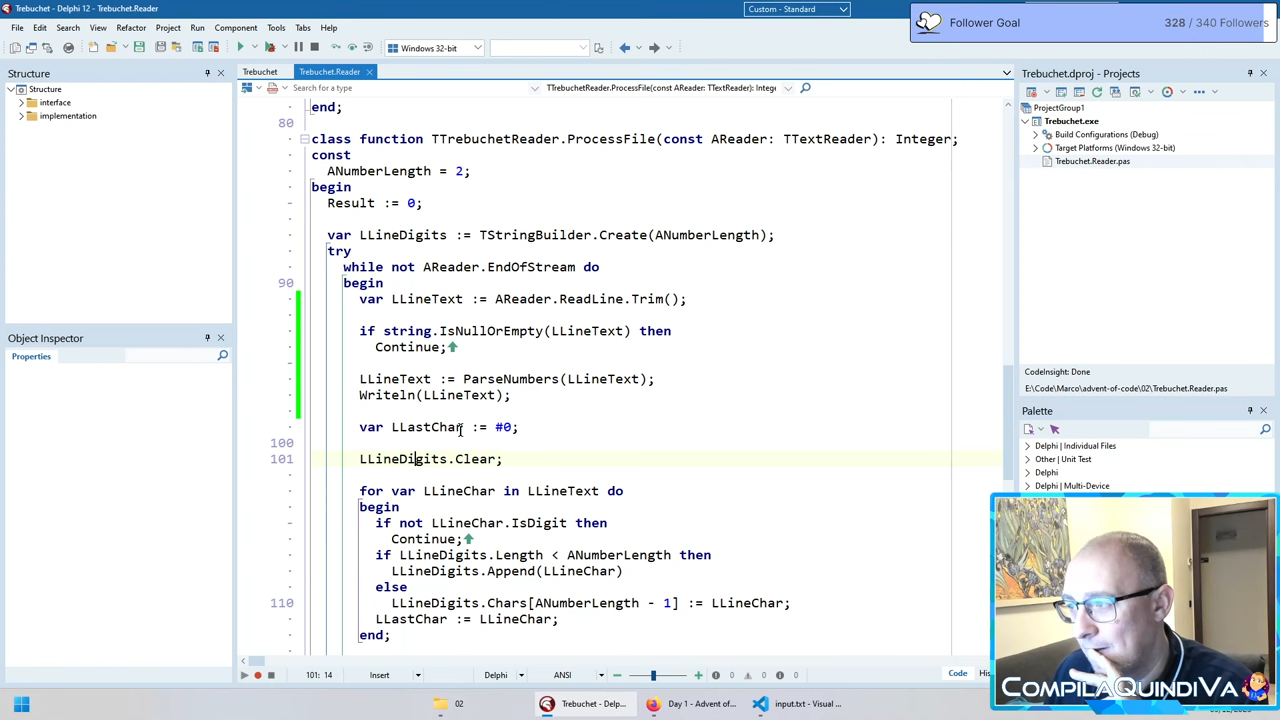 Trebuchet - Delphi 12 - Trebuchet.Reader
Custom - Standard
Follower Goal
328 / 340 Followers
File Edit Search View Refactor Project Run Component Tools Tabs Help
Windows 32-bit
Structure
Structure
interface
implementation
Object Inspector
Properties
Trebuchet
Trebuchet.Reader
Search for a type
TTrebuchetReader.ProcessFile(const AReader: TTextReader): Intege
end;
80
class function TTrebuchetReader.ProcessFile(const AReader: TTextReader): Integer;
const
ANumberLength = 2;
begin
Result := 0;
var LLineDigits := TStringBuilder.Create(ANumberLength);
try
while not AReader.EndOfStream do
90
begin
var LLineText := AReader.ReadLine.Trim();
if string.IsNullOrEmpty(LLineText) then
Continue;
LLineText := ParseNumbers(LLineText);
Writeln(LLineText);
var LLastChar := #0;
100
101
LLineDigits.Clear;
for var LLineChar in LLineText do
begin
if not LLineChar.IsDigit then
Continue;
if LLineDigits.Length < ANumberLength then
LLineDigits.Append(LLineChar)
else
110
LLineDigits.Chars[ANumberLength - 1] := LLineChar;
LLastChar := LLineChar;
end;
101: 14
Insert
Delphi
ANSI
0
0
0
Code
His
Trebuchet.dproj - Projects
ProjectGroup1
Trebuchet.exe
Build Configurations (Debug)
Target Platforms (Windows 32-bit)
Trebuchet.Reader.pas
CodeInsight: Done
E:\Code\Marco\advent-of-code\02\Trebuchet.Reader.pas
Palette
Delphi | Individual Files
Other | Unit Test
Delphi
Delphi | Multi-Device
COMPILAQUINDIVA
02
Trebuchet - Delp...
Day 1 - Advent o...
input.txt - Visual ...